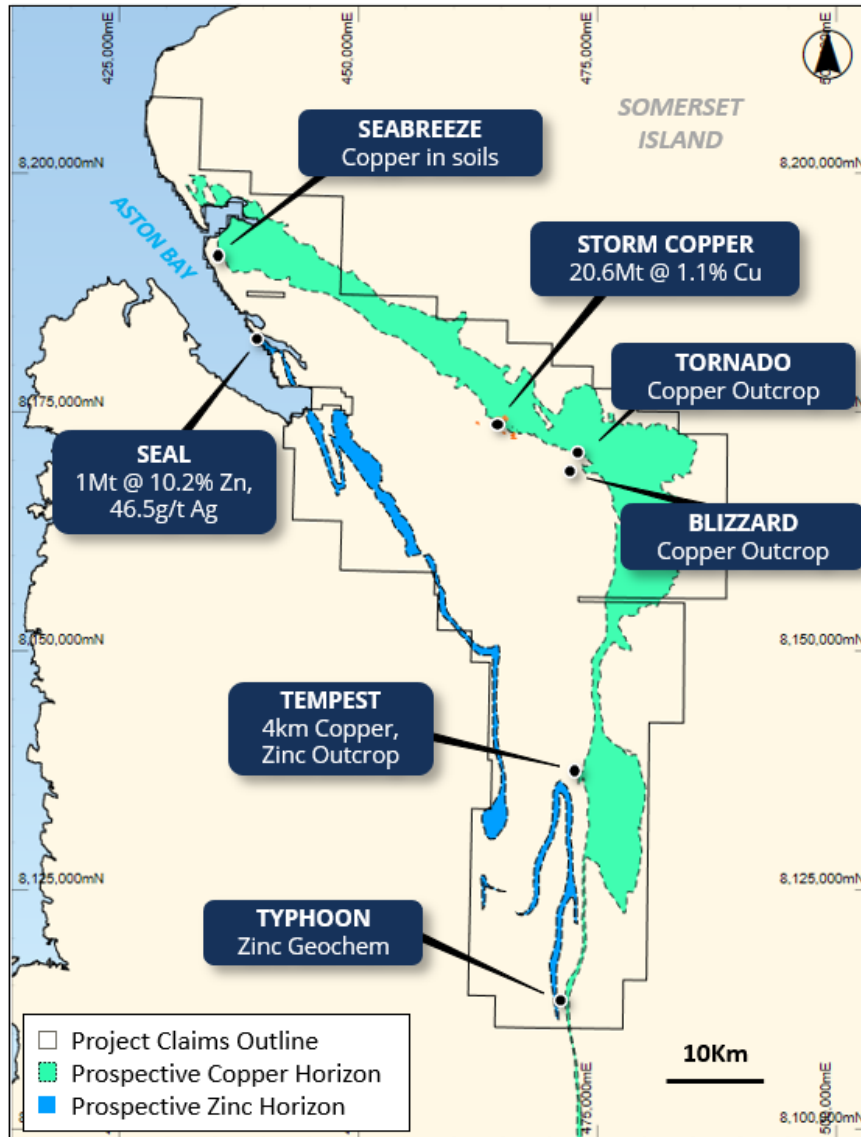 425,000mE
450,000mE
475,000mE
SOMERSET
ISLAND
8,200,000mN
8,200,000mN
SEABREEZE
Copper in soils
ASTON BAY
STORM COPPER
20.6Mt @ 1.1% Cu
TORNADO
Copper Outcrop
8,175,000mN
SEAL
1Mt @ 10.2% Zn,
46.5g/t Ag
BLIZZARD
Copper Outcrop
8,150,000mN
8,150,000mN
TEMPEST
4km Copper,
Zinc Outcrop
8,125,000mN
8,125,000mN
TYPHOON
Zinc Geochem
Project Claims Outline
Prospective Copper Horizon
Prospective Zinc Horizon
10Km
475,000mE
8,100,000mN